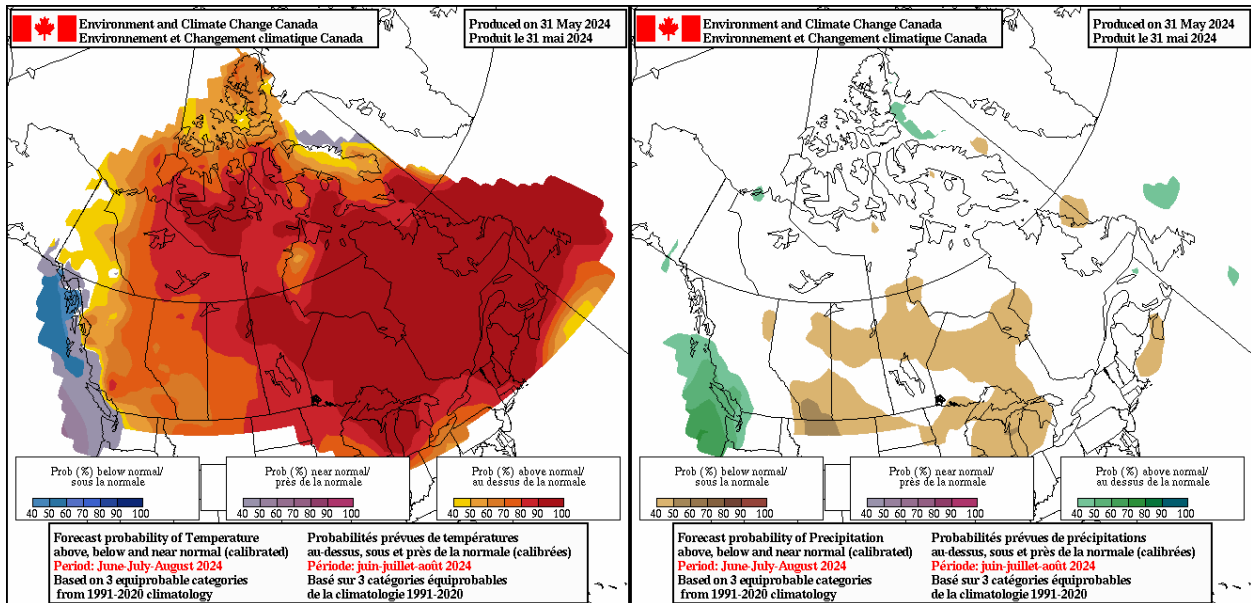 Environment and Climate Change Canada
Environnement et Changement climatique Canada
Produced on 31 May 2024
Produit le 31 mai 2024
Prob (%) below normal/
sous la normale
40 50 60 70 80 90 100
Prob (%) near normal/
près de la normale
40 50 60 70 80 90 100
Prob (%) above normal/
au dessus de la normale
40 50 60 70 80 90 100
Forecast probability of Temperature
above, below and near normal (calibrated)
Period: June-July-August 2024
Based on 3 equiprobable categories
from 1991-2020 climatology
Probabilités prévues de températures
au-dessus, sous et près de la normale (calibrées)
Période: juin-juillet-août 2024
Basé sur 3 catégories équiprobables
de la climatologie 1991-2020
Environment and Climate Change Canada
Environnement et Changement climatique Canada
Produced on 31 May 2024
Produit le 31 mai 2024
Prob (%) below normal/
sous la normale
40 50 60 70 80 90 100
Prob (%) near normal/
près de la normale
40 50 60 70 80 90 100
Prob (%) above normal/
au dessus de la normale
40 50 60 70 80 90 100
Forecast probability of Precipitation
above, below and near normal (calibrated)
Period: June-July-August 2024
Based on 3 equiprobable categories
from 1991-2020 climatology
Probabilités prévues de précipitations
au-dessus, sous et près de la normale (calibrées)
Période: juin-juillet-août 2024
Basé sur 3 catégories équiprobables
de la climatologie 1991-2020